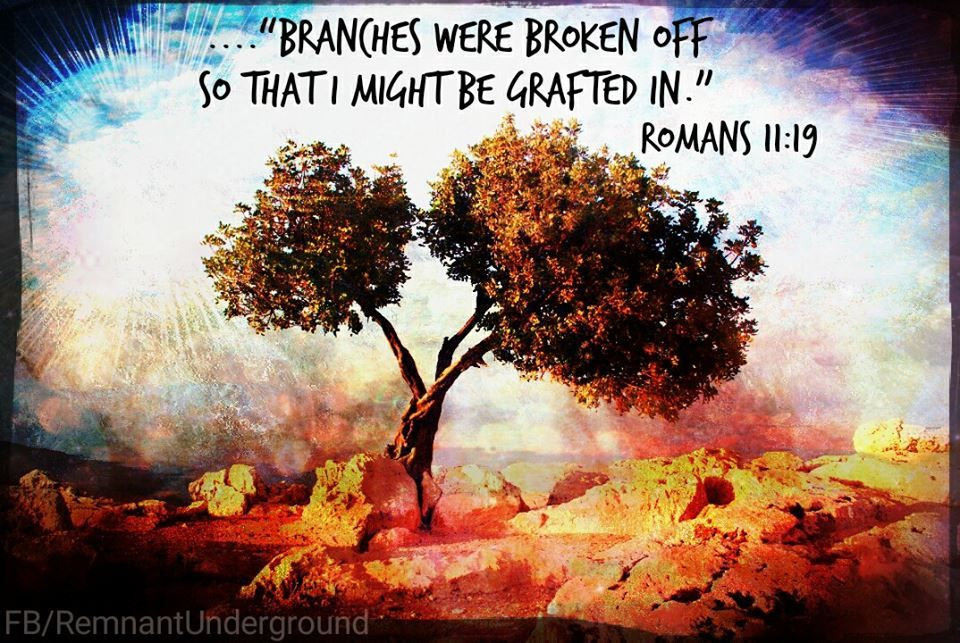 ...."BRANCHES WERE BROKEN OFF
SO THAT I MIGHT BE GRAFTED IN."
ROMANS 11:19
FB/RemnantUnderground